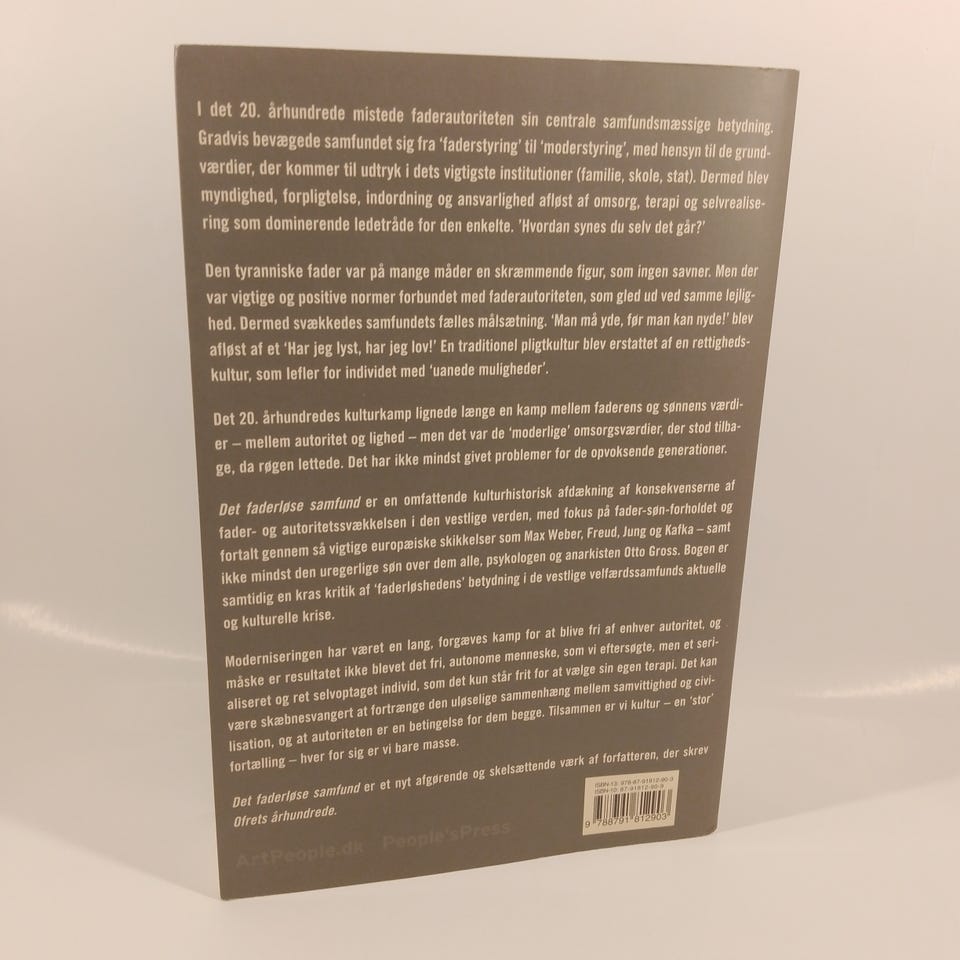 I det 20. århundrede mistede faderautoriteten sin centrale samfundsmæssige betydning.
Gradvis bevægede samfundet sig fra 'faderstyring' til 'moderstyring', med hensyn til de grund-
værdier, der kommer til udtryk i dets vigtigste institutioner (familie, skole, stat). Dermed blev
myndighed, forpligtelse, indordning og ansvarlighed afløst af omsorg, terapi og selvrealise-
ring som dominerende ledetråde for den enkelte. 'Hvordan synes du selv det går?'
Den tyranniske fader var på mange måder en skræmmende figur, som ingen savner. Men der
var vigtige og positive normer forbundet med faderautoriteten, som gled ud ved samme lejlig-
hed. Dermed svækkedes samfundets fælles målsætning. 'Man må yde, før man kan nyde!' blev
afløst af et 'Har jeg lyst, har jeg lov!' En traditionel pligtkultur blev erstattet af en rettigheds-
kultur, som lefler for individet med 'uanede muligheder'.
Det 20. århundredes kulturkamp lignede længe en kamp mellem faderens og sønnens værdi-
er – mellem autoritet og lighed – men det var de 'moderlige' omsorgsværdier, der stod tilba-
ge, da røgen lettede. Det har ikke mindst givet problemer for de opvoksende generationer.
Det faderløse samfund er en omfattende kulturhistorisk afdækning af konsekvenserne af
fader- og autoritetssvækkelsen i den vestlige verden, med fokus på fader-søn-forholdet og
fortalt gennem så vigtige europæiske skikkelser som Max Weber, Freud, Jung og Kafka – samt
ikke mindst den uregerlige søn over dem alle, psykologen og anarkisten Otto Gross. Bogen er
samtidig en kras kritik af 'faderløshedens' betydning i de vestlige velfærdssamfunds aktuelle
og kulturelle krise.
Moderniseringen har været en lang, forgæves kamp for at blive fri af enhver autoritet, og
måske er resultatet ikke blevet det fri, autonome menneske, som vi eftersøgte, men et seri-
aliseret og ret selvoptaget individ, som det kun står frit for at vælge sin egen terapi. Det kan
være skæbnesvangert at fortrænge den uløselige sammenhæng mellem samvittighed og civi-
lisation, og at autoriteten er en betingelse for dem begge. Tilsammen er vi kultur – en 'stor'
fortælling – hver for sig er vi bare masse.
Det faderløse samfund er et nyt afgørende og skelsættende værk af forfatteren, der skrev
Ofrets århundrede.
ISBN-13: 978-87-91812-90-3
ISBN-10: 87-91812-90-9
9 788791 812903
ArtPeople.dk People'sPress